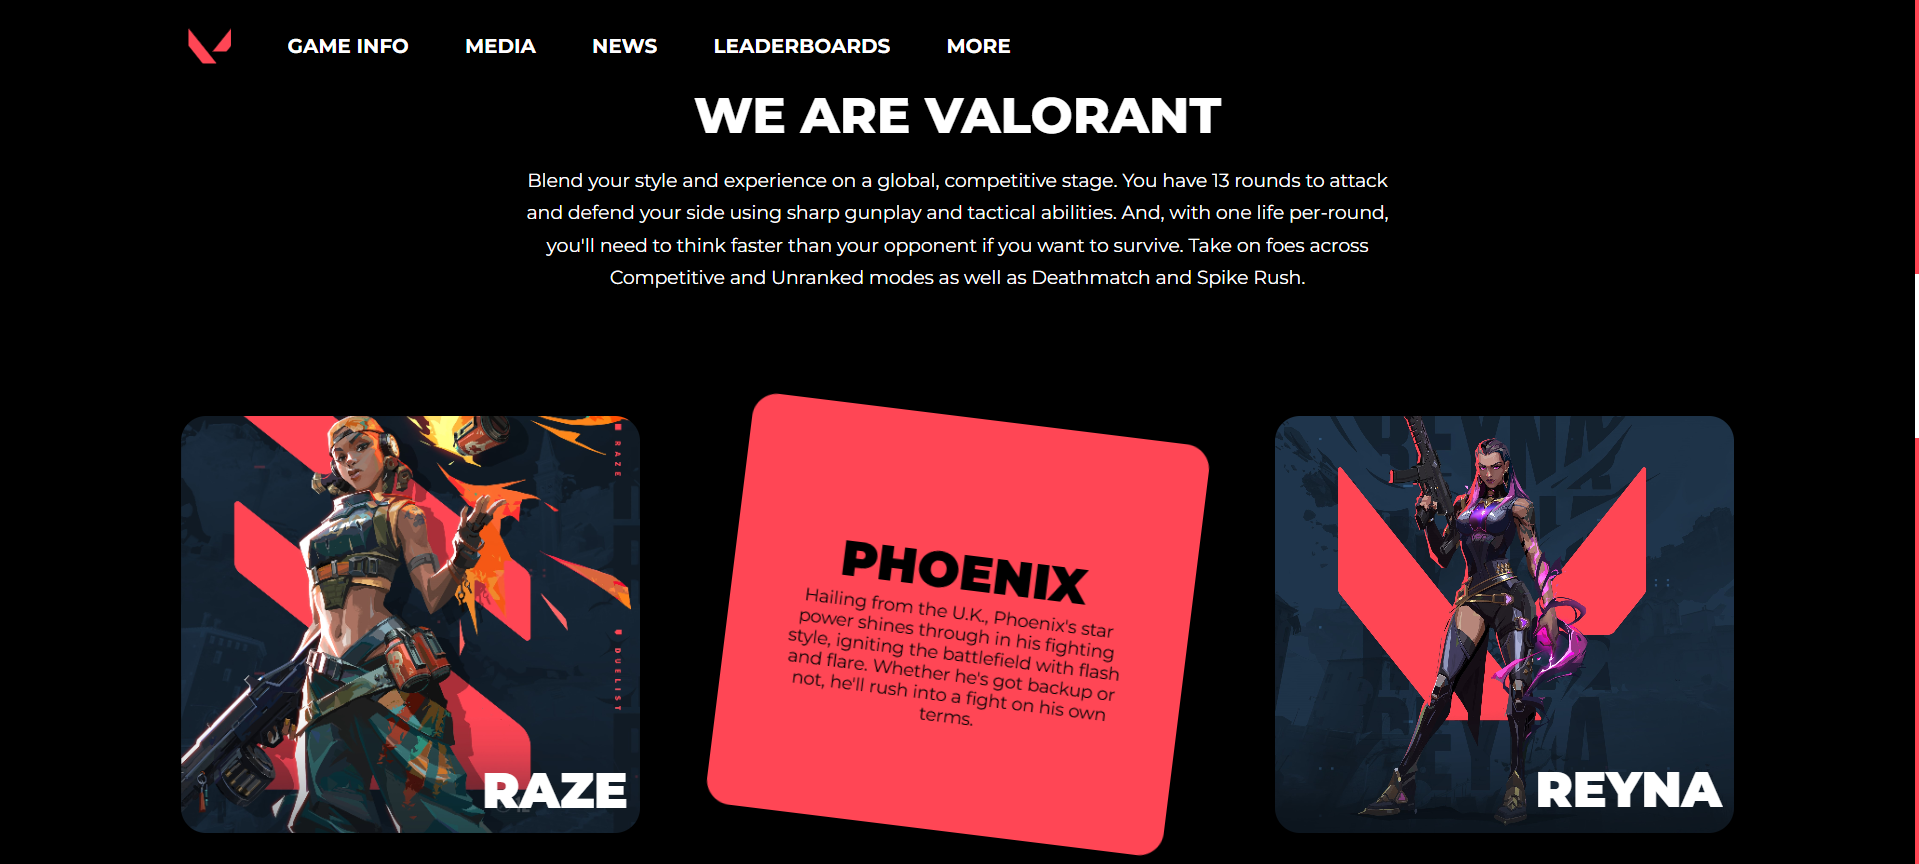 GAME INFO
MEDIA
NEWS
LEADERBOARDS
MORE
WE ARE VALORANT
Blend your style and experience on a global, competitive stage. You have 13 rounds to attack
and defend your side using sharp gunplay and tactical abilities. And, with one life per-round,
you'll need to think faster than your opponent if you want to survive. Take on foes across
Competitive and Unranked modes as well as Deathmatch and Spike Rush.
RAZE
DUELIST
RAZE
PHOENIX
Hailing from the U.K., Phoenix's star
power shines through in his fighting
style, igniting the battlefield with flash
and flare. Whether he's got backup or
not, he'll rush into a fight on his own
terms.
REYNA
REYNA
REYNA